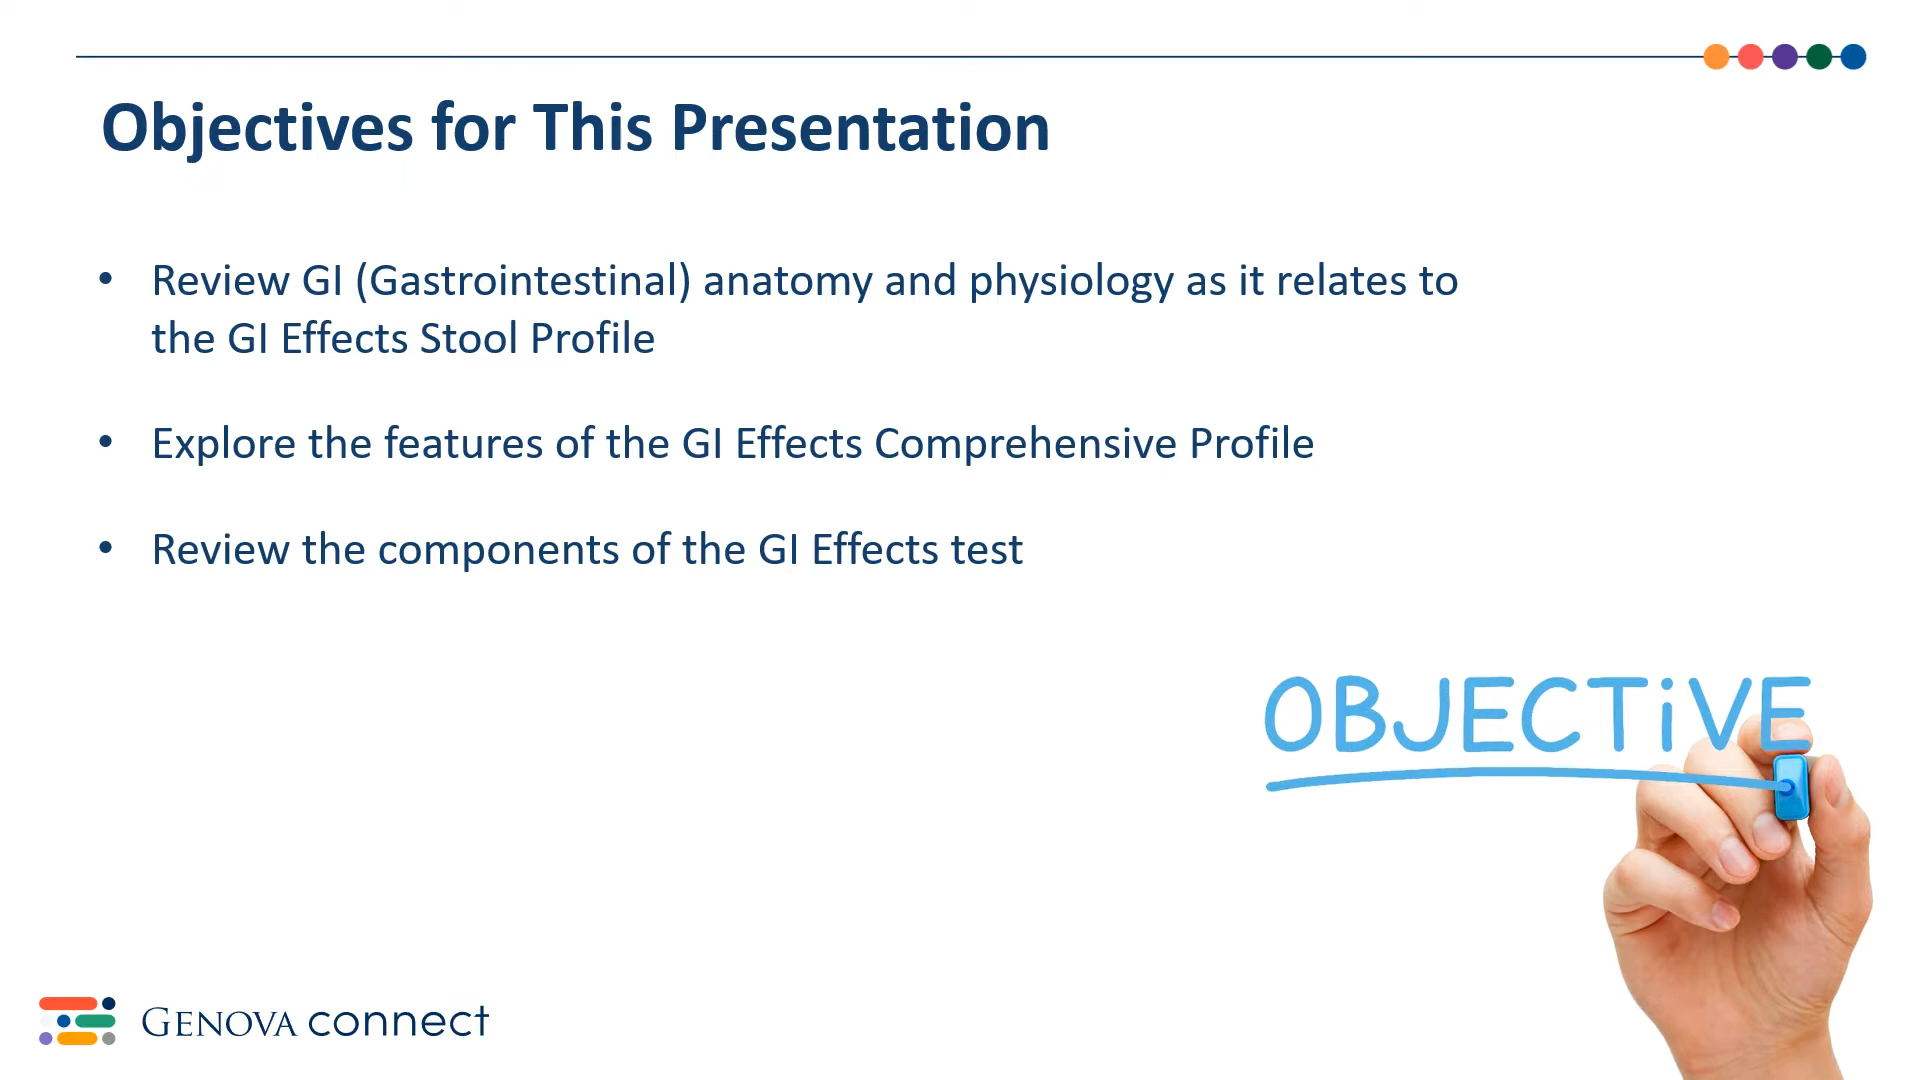 Objectives for This Presentation
• Review GI (Gastrointestinal) anatomy and physiology as it relates to
the GI Effects Stool Profile
• Explore the features of the GI Effects Comprehensive Profile
• Review the components of the GI Effects test
OBJECTiVE
GENOVA connect